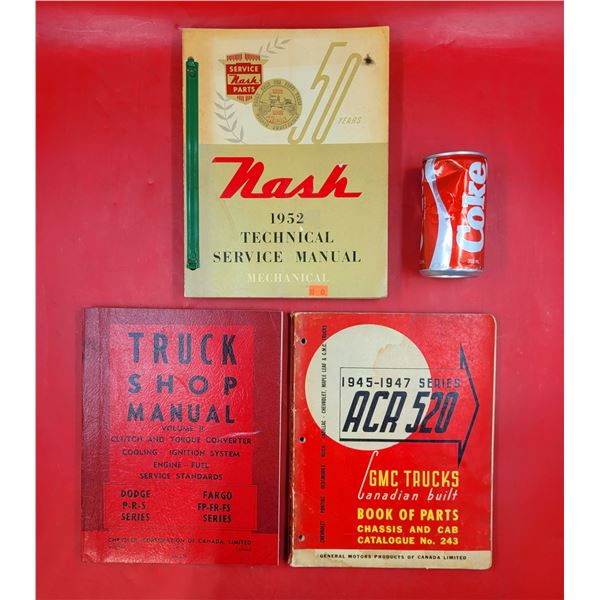 SERVICE
Nash
PARTS
50
YEARS
Nash
1952
TECHNICAL
SERVICE MANUAL
MECHANICAL
Coke
TRUCK
SHOP
MANUAL
VOLUME II
CLUTCH AND TORQUE CONVERTER
COOLING - IGNITION SYSTEM
ENGINE - FUEL
SERVICE STANDARDS
DODGE
P-R-S
SERIES
FARGO
FP-FR-FS
SERIES
CHRYSLER CORPORATION OF CANADA, LIMITED
1945-1947 SERIES
ACR 520
GMC TRUCKS
Canadian built
BOOK OF PARTS
CHASSIS AND CAB
CATALOGUE No. 243
GENERAL MOTORS PRODUCTS OF CANADA LIMITED